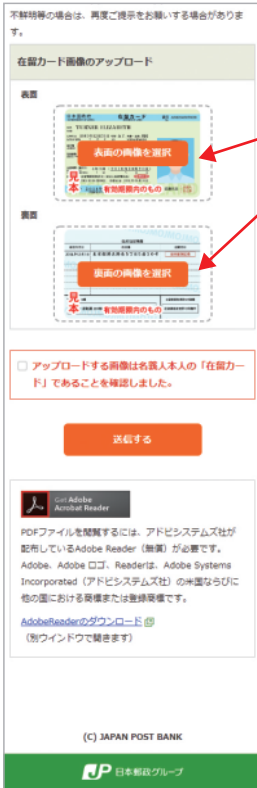 不鮮明等の場合は、再度ご提示をお願いする場合がありま
す。
在留カード画像のアップロード
表面
在留カード
TURNER ELIZABETH
表面の画像を選択
見本
有効期限内のもの
裏面
裏面の画像を選択
見本
有効期限内のもの
アップロードする画像は名義人本人の「在留カー
ド」であることを確認しました。
送信する
Get Adobe
Acrobat Reader
PDFファイルを閲覧するには、アドビシステムズ社が
配布しているAdobe Reader（無償）が必要です。
Adobe、Adobe ロゴ、Readerは、Adobe Systems
Incorporated（アドビシステムズ社）の米国ならびに
他の国における商標または登録商標です。
AdobeReaderのダウンロード
（別ウインドウで開きます）
(C) JAPAN POST BANK
JP 日本郵政グループ